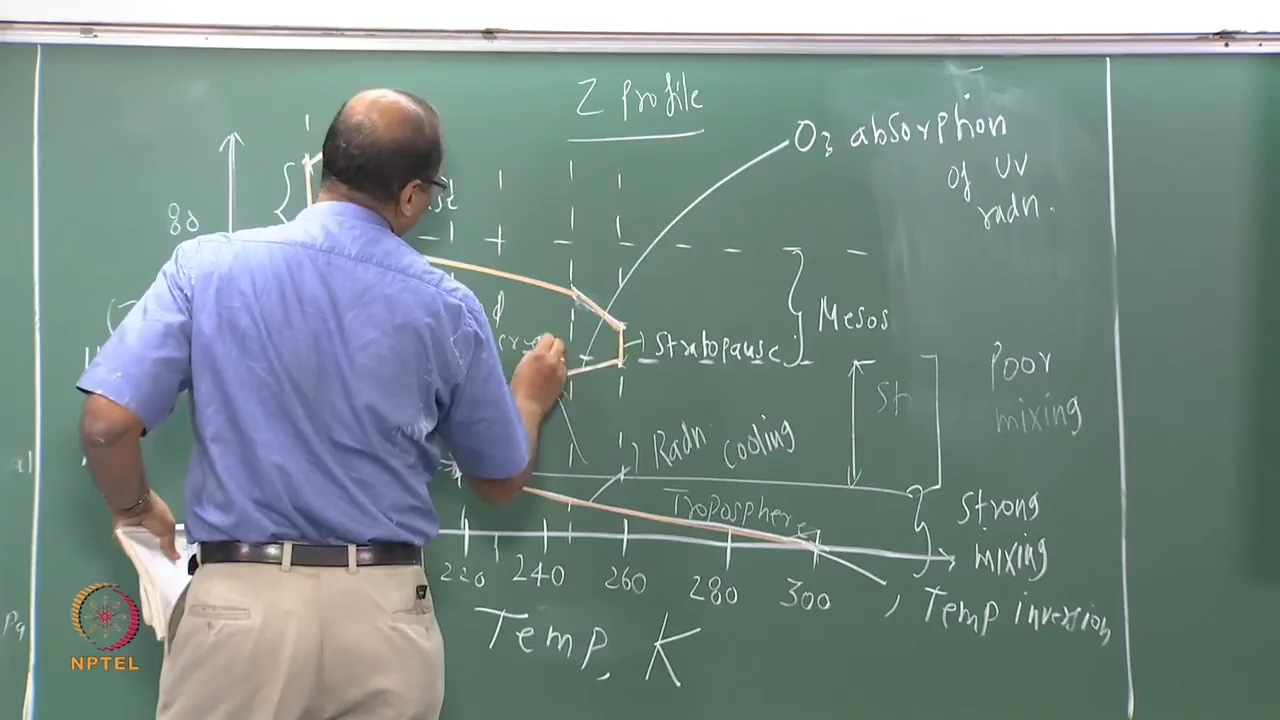 Z Profile
O3 absorption
of UV
radn.
80
Mesos
Stratopause
Poor
mixing
St
Radn cooling
Troposphere
Strong
mixing
220 240 260 280 300
Temp inversion
Temp, K
NPTEL